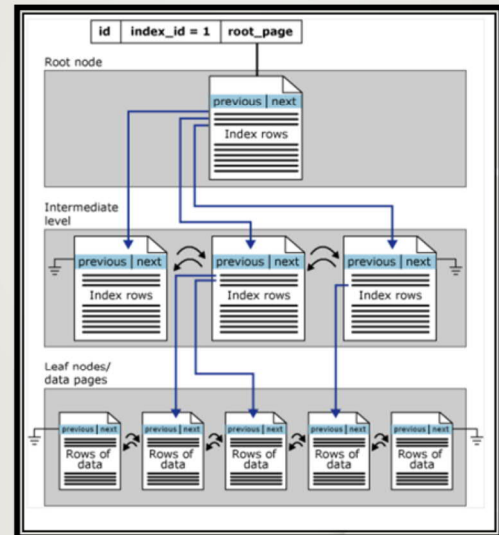 id index_id = 1 root_page
Root node
previous next
Index rows
Intermediate
level
previous next previous next previous next
Index rows Index rows Index rows
Leaf nodes/
data pages
previous next previous next previous next previous next previous next
Rows of Rows of Rows of Rows of Rows of
data data data data data